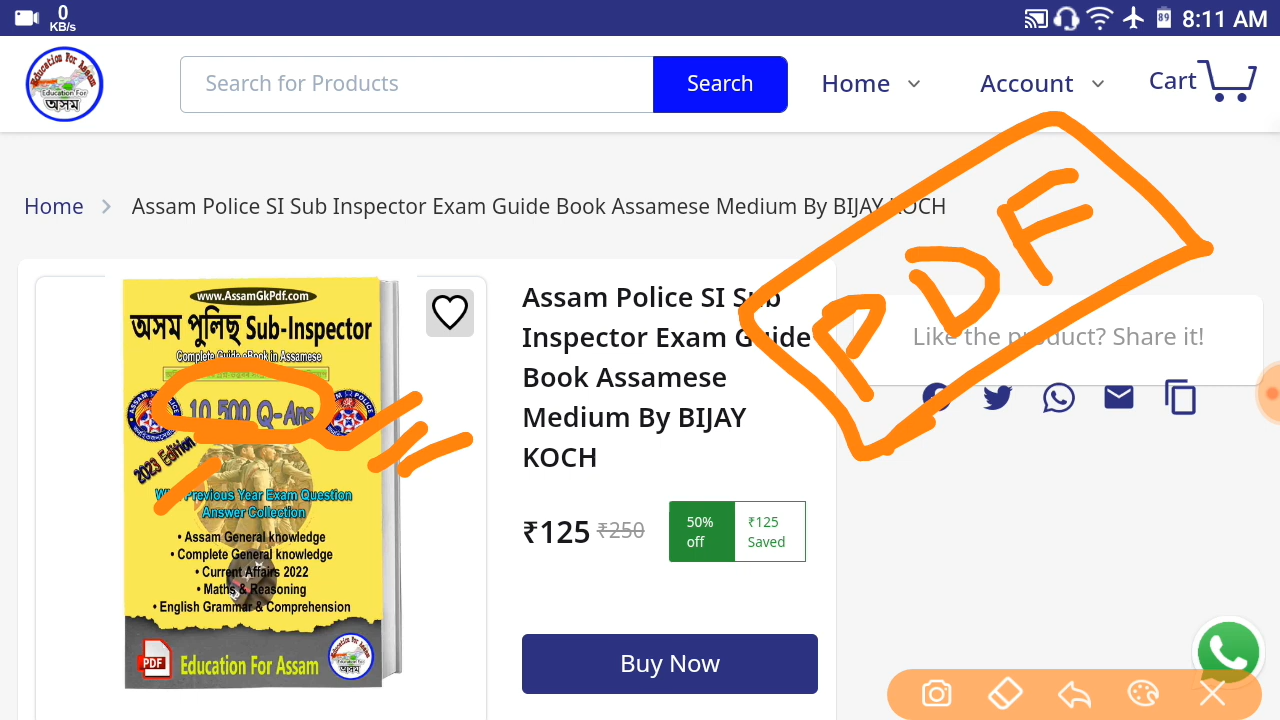 0
KB/s
89
8:11 AM
Education For Assam
Education For
অসম
Search for Products
Search
Home
Account
Cart
Home
Assam Police SI Sub Inspector Exam Guide Book Assamese Medium By BIJAY KOCH
PDF
www.AssamGkPdf.com
অসম পুলিছ Sub-Inspector
Complete Guide eBook in Assamese
10,500 Q-Ans
2023 Edition
With Previous Year Exam Question
Answer Collection
• Assam General knowledge
• Complete General knowledge
• Current Affairs 2022
• Maths & Reasoning
• English Grammar & Comprehension
PDF
Education For Assam
Assam Police SI Sub
Inspector Exam Guide
Book Assamese
Medium By BIJAY
KOCH
₹125 ₹250
50%
off
₹125
Saved
Buy Now
Like the product? Share it!